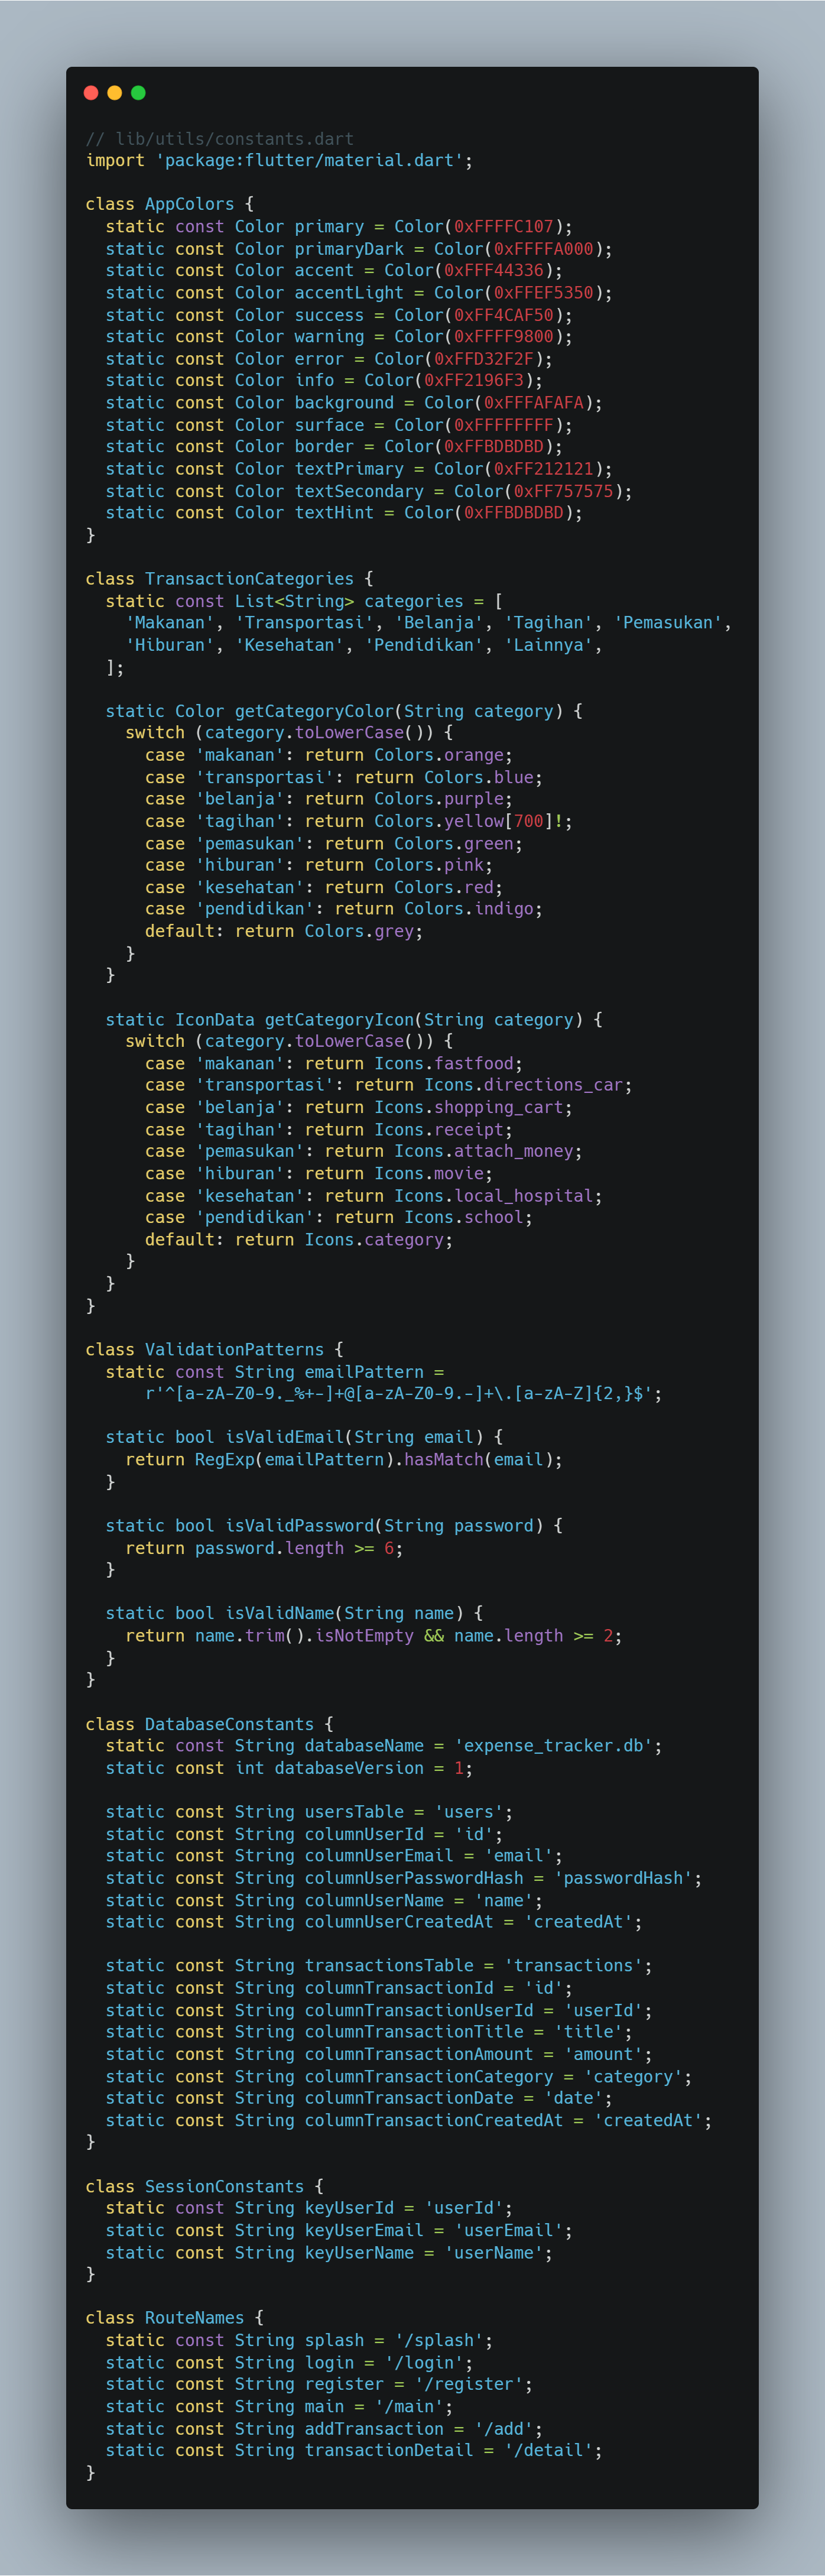 // lib/utils/constants.dart
import 'package:flutter/material.dart';

class AppColors {
  static const Color primary = Color(0xFFFFC107);
  static const Color primaryDark = Color(0xFFFFA000);
  static const Color accent = Color(0xFFF44336);
  static const Color accentLight = Color(0xFFEF5350);
  static const Color success = Color(0xFF4CAF50);
  static const Color warning = Color(0xFFFF9800);
  static const Color error = Color(0xFFD32F2F);
  static const Color info = Color(0xFF2196F3);
  static const Color background = Color(0xFFFAFAFA);
  static const Color surface = Color(0xFFFFFFFF);
  static const Color border = Color(0xFFBDBDBD);
  static const Color textPrimary = Color(0xFF212121);
  static const Color textSecondary = Color(0xFF757575);
  static const Color textHint = Color(0xFFBDBDBD);
}

class TransactionCategories {
  static const List<String> categories = [
    'Makanan', 'Transportasi', 'Belanja', 'Tagihan', 'Pemasukan',
    'Hiburan', 'Kesehatan', 'Pendidikan', 'Lainnya',
  ];

  static Color getCategoryColor(String category) {
    switch (category.toLowerCase()) {
      case 'makanan': return Colors.orange;
      case 'transportasi': return Colors.blue;
      case 'belanja': return Colors.purple;
      case 'tagihan': return Colors.yellow[700]!;
      case 'pemasukan': return Colors.green;
      case 'hiburan': return Colors.pink;
      case 'kesehatan': return Colors.red;
      case 'pendidikan': return Colors.indigo;
      default: return Colors.grey;
    }
  }

  static IconData getCategoryIcon(String category) {
    switch (category.toLowerCase()) {
      case 'makanan': return Icons.fastfood;
      case 'transportasi': return Icons.directions_car;
      case 'belanja': return Icons.shopping_cart;
      case 'tagihan': return Icons.receipt;
      case 'pemasukan': return Icons.attach_money;
      case 'hiburan': return Icons.movie;
      case 'kesehatan': return Icons.local_hospital;
      case 'pendidikan': return Icons.school;
      default: return Icons.category;
    }
  }
}

class ValidationPatterns {
  static const String emailPattern =
      r'^[a-zA-Z0-9._%+-]+@[a-zA-Z0-9.-]+\.[a-zA-Z]{2,}$';

  static bool isValidEmail(String email) {
    return RegExp(emailPattern).hasMatch(email);
  }

  static bool isValidPassword(String password) {
    return password.length >= 6;
  }

  static bool isValidName(String name) {
    return name.trim().isNotEmpty && name.length >= 2;
  }
}

class DatabaseConstants {
  static const String databaseName = 'expense_tracker.db';
  static const int databaseVersion = 1;

  static const String usersTable = 'users';
  static const String columnUserId = 'id';
  static const String columnUserEmail = 'email';
  static const String columnUserPasswordHash = 'passwordHash';
  static const String columnUserName = 'name';
  static const String columnUserCreatedAt = 'createdAt';

  static const String transactionsTable = 'transactions';
  static const String columnTransactionId = 'id';
  static const String columnTransactionUserId = 'userId';
  static const String columnTransactionTitle = 'title';
  static const String columnTransactionAmount = 'amount';
  static const String columnTransactionCategory = 'category';
  static const String columnTransactionDate = 'date';
  static const String columnTransactionCreatedAt = 'createdAt';
}

class SessionConstants {
  static const String keyUserId = 'userId';
  static const String keyUserEmail = 'userEmail';
  static const String keyUserName = 'userName';
}

class RouteNames {
  static const String splash = '/splash';
  static const String login = '/login';
  static const String register = '/register';
  static const String main = '/main';
  static const String addTransaction = '/add';
  static const String transactionDetail = '/detail';
}